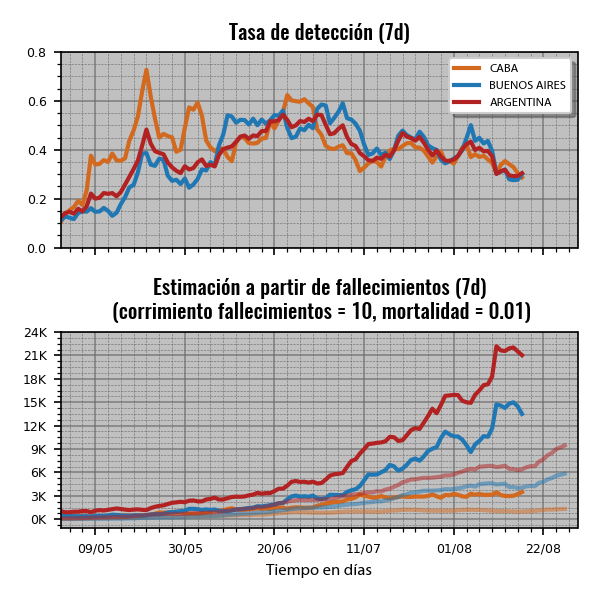 Tasa de detección (7d)
0.8
0.6
0.4
0.2
0.0
CABA
BUENOS AIRES
ARGENTINA
Estimación a partir de fallecimientos (7d)
(corrimiento fallecimientos = 10, mortalidad = 0.01)
24K
21K
18K
15K
12K
9K
6K
3K
0K
09/05 30/05 20/06 11/07 01/08 22/08
Tiempo en días